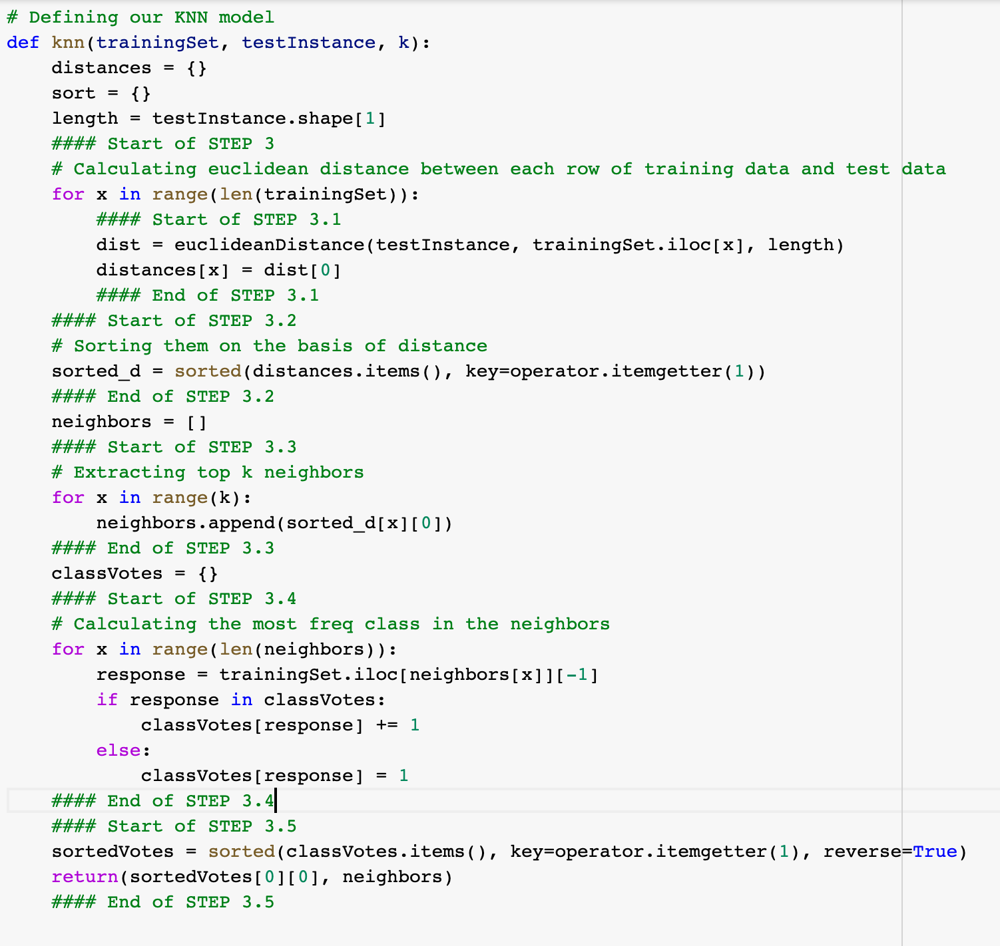 # Defining our KNN model
def knn(trainingSet, testInstance, k):
    distances = {}
    sort = {}
    length = testInstance.shape[1]
    #### Start of STEP 3
    # Calculating euclidean distance between each row of training data and test data
    for x in range(len(trainingSet)):
        #### Start of STEP 3.1
        dist = euclideanDistance(testInstance, trainingSet.iloc[x], length)
        distances[x] = dist[0]
        #### End of STEP 3.1
    #### Start of STEP 3.2
    # Sorting them on the basis of distance
    sorted_d = sorted(distances.items(), key=operator.itemgetter(1))
    #### End of STEP 3.2
    neighbors = []
    #### Start of STEP 3.3
    # Extracting top k neighbors
    for x in range(k):
        neighbors.append(sorted_d[x][0])
    #### End of STEP 3.3
    classVotes = {}
    #### Start of STEP 3.4
    # Calculating the most freq class in the neighbors
    for x in range(len(neighbors)):
        response = trainingSet.iloc[neighbors[x]][-1]
        if response in classVotes:
            classVotes[response] += 1
        else:
            classVotes[response] = 1
    #### End of STEP 3.4
    #### Start of STEP 3.5
    sortedVotes = sorted(classVotes.items(), key=operator.itemgetter(1), reverse=True)
    return(sortedVotes[0][0], neighbors)
    #### End of STEP 3.5